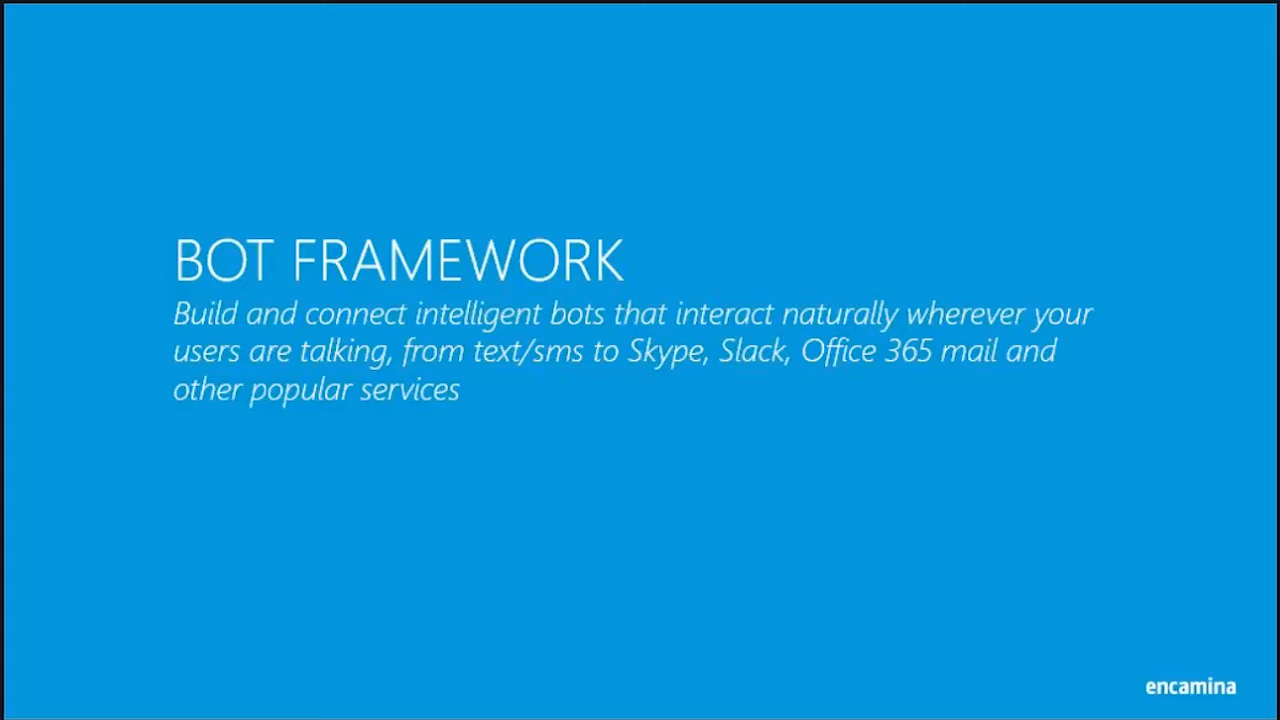 BOT FRAMEWORK
Build and connect intelligent bots that interact naturally wherever your
users are talking, from text/sms to Skype, Slack, Office 365 mail and
other popular services
encamina